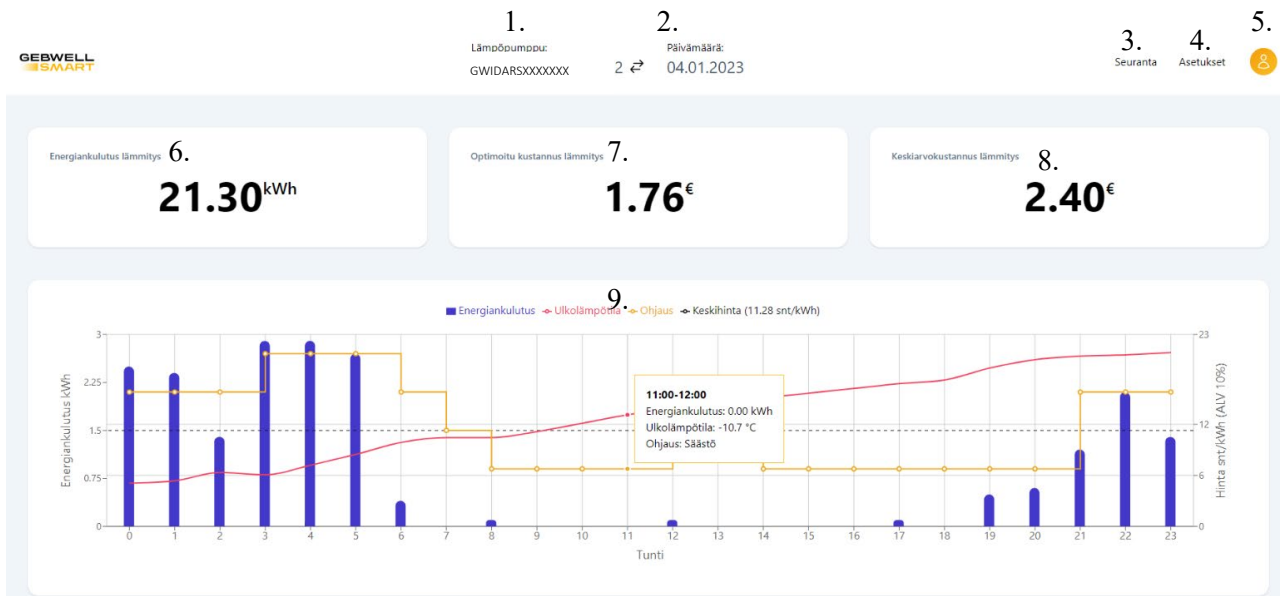 1. 2. 3. 4. 5.
Lämpöpumppu: Päivämäärä:
GEBWELL
SMART
GWIDARSXXXXXXX 2 ⇄ 04.01.2023
Seuranta Asetukset
Energiankulutus lämmitys 6.
21.30 kWh
Optimoitu kustannus lämmitys 7.
1.76 €
Keskiarvokustannus lämmitys 8.
2.40 €
9.
Energiankulutus Ulkolämpötila Ohjaus Keskihinta (11.28 snt/kWh)
Energiankulutus kWh
3
2.25
1.5
0.75
0
11:00-12:00
Energiankulutus: 0.00 kWh
Ulkolämpötila: -10.7 °C
Ohjaus: Säästö
23
12
6
0
Hinta snt/kWh (ALV 10%)
0 1 2 3 4 5 6 7 8 9 10 11 12 13 14 15 16 17 18 19 20 21 22 23
Tunti